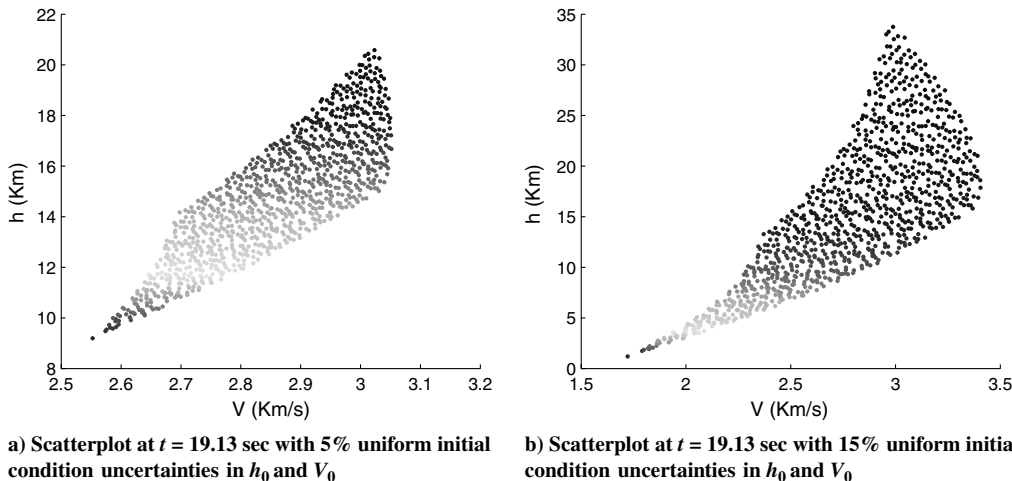 22
20
18
16
14
12
10
8
h (Km)
2.5 2.6 2.7 2.8 2.9 3 3.1 3.2
V (Km/s)
a) Scatterplot at t = 19.13 sec with 5% uniform initial
condition uncertainties in h0 and V0
35
30
25
20
15
10
5
0
h (Km)
1.5 2 2.5 3 3.5
V (Km/s)
b) Scatterplot at t = 19.13 sec with 15% uniform initia
condition uncertainties in h0 and V0